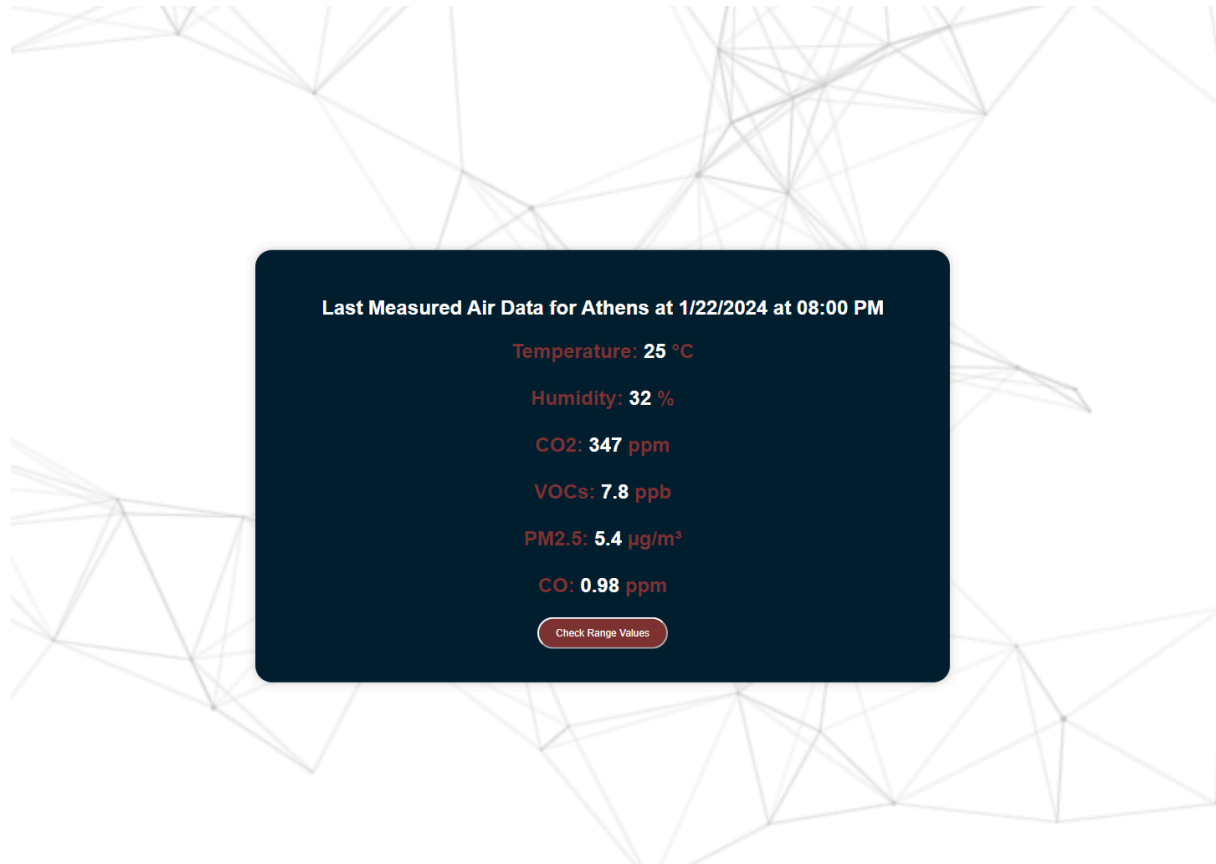 Last Measured Air Data for Athens at 1/22/2024 at 08:00 PM
Temperature: 25 °C
Humidity: 32 %
CO2: 347 ppm
VOCs: 7.8 ppb
PM2.5: 5.4 µg/m³
CO: 0.98 ppm
Check Range Values